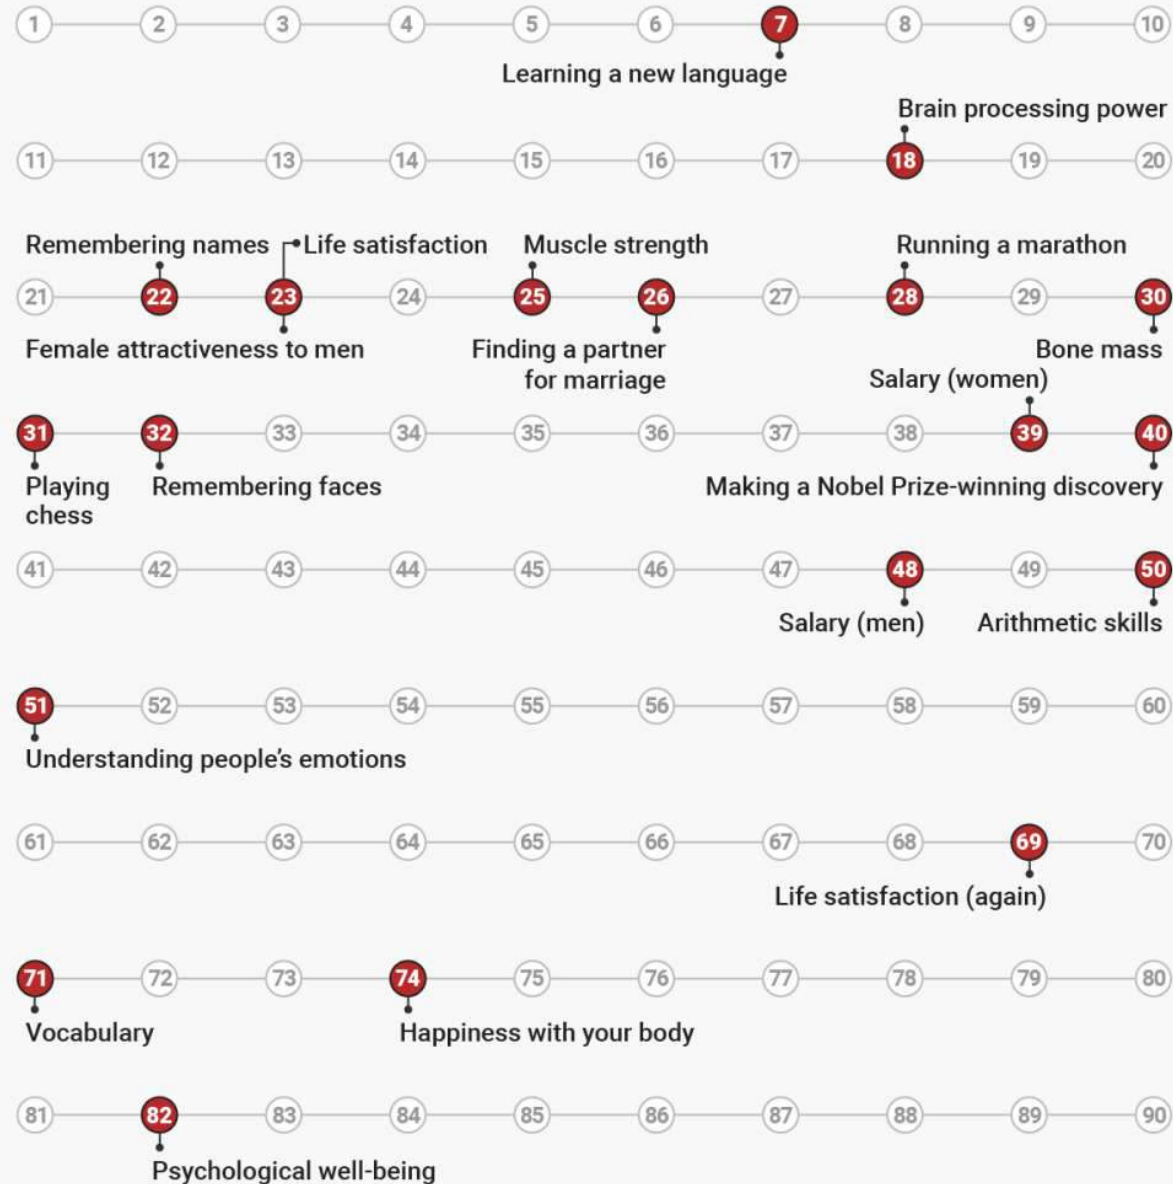 1 2 3 4 5 6 7 8 9 10
Learning a new language
Brain processing power
11 12 13 14 15 16 17 18 19 20
Remembering names Life satisfaction Muscle strength Running a marathon
21 22 23 24 25 26 27 28 29 30
Female attractiveness to men Finding a partner Bone mass
for marriage Salary (women)
31 32 33 34 35 36 37 38 39 40
Playing Remembering faces Making a Nobel Prize-winning discovery
chess
41 42 43 44 45 46 47 48 49 50
Salary (men) Arithmetic skills
51 52 53 54 55 56 57 58 59 60
Understanding people's emotions
61 62 63 64 65 66 67 68 69 70
Life satisfaction (again)
71 72 73 74 75 76 77 78 79 80
Vocabulary Happiness with your body
81 82 83 84 85 86 87 88 89 90
Psychological well-being